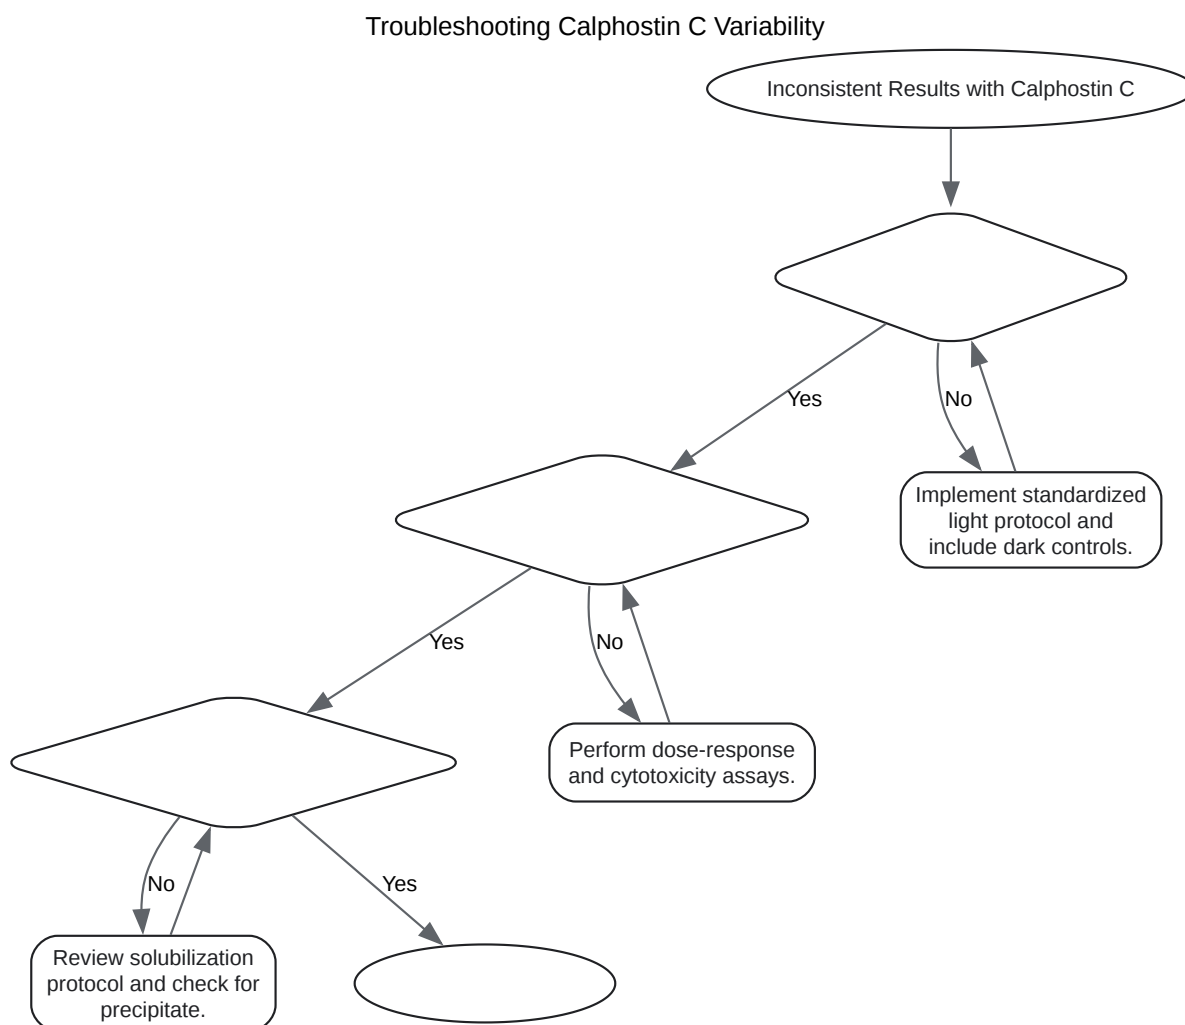 Troubleshooting Calphostin C Variability
Inconsistent Results with Calphostin C
Yes
No
Implement standardized
light protocol and
include dark controls.
Yes
No
Perform dose-response
and cytotoxicity assays.
No
Yes
Review solubilization
protocol and check for
precipitate.